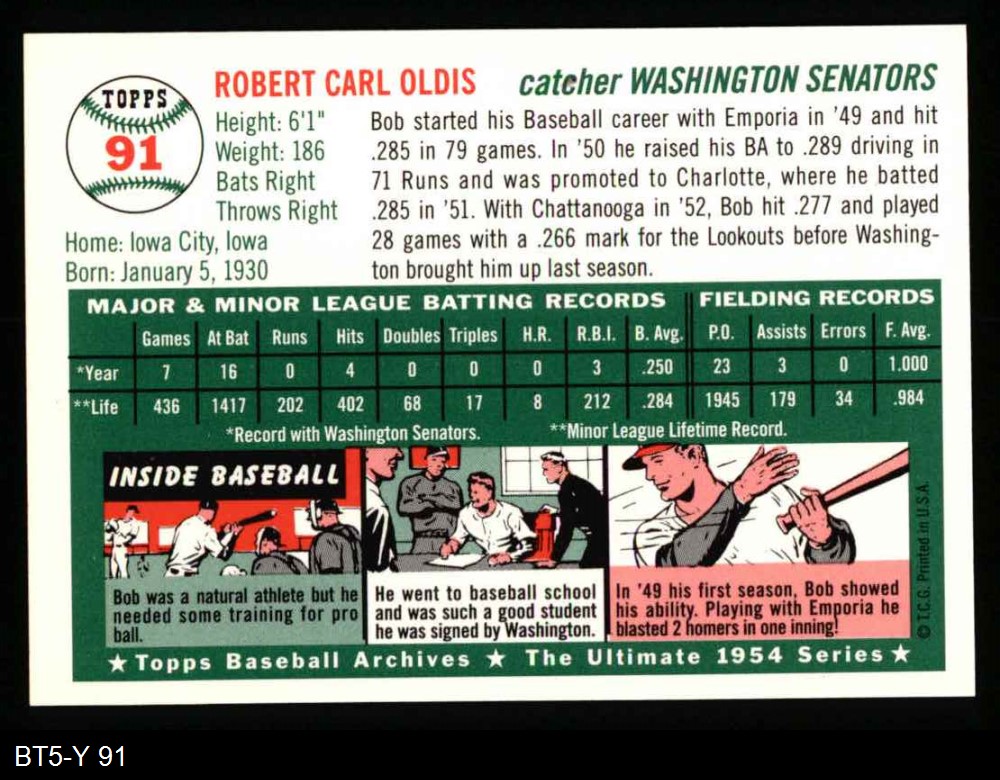 TOPPS
91
ROBERT CARL OLDIS catcher WASHINGTON SENATORS
Height: 6'1"
Weight: 186
Bats Right
Throws Right
Home: Iowa City, Iowa
Born: January 5, 1930
Bob started his Baseball career with Emporia in '49 and hit
.285 in 79 games. In '50 he raised his BA to .289 driving in
71 Runs and was promoted to Charlotte, where he batted
.285 in '51. With Chattanooga in '52, Bob hit .277 and played
28 games with a .266 mark for the Lookouts before Washing-
ton brought him up last season.
MAJOR & MINOR LEAGUE BATTING RECORDS FIELDING RECORDS
Games At Bat Runs Hits Doubles Triples H.R. R.B.I. B. Avg. P.O. Assists Errors F. Avg.
*Year 7 16 0 4 0 0 0 3 .250 23 3 0 1.000
**Life 436 1417 202 402 68 17 8 212 .284 1945 179 34 .984
*Record with Washington Senators. **Minor League Lifetime Record.
INSIDE BASEBALL
Bob was a natural athlete but he
needed some training for pro
ball.
He went to baseball school
and was such a good student
he was signed by Washington.
In '49 his first season, Bob showed
his ability. Playing with Emporia he
blasted 2 homers in one inning!
© T.C.G. Printed in U.S.A.
★ Topps Baseball Archives ★ The Ultimate 1954 Series ★
BT5-Y 91